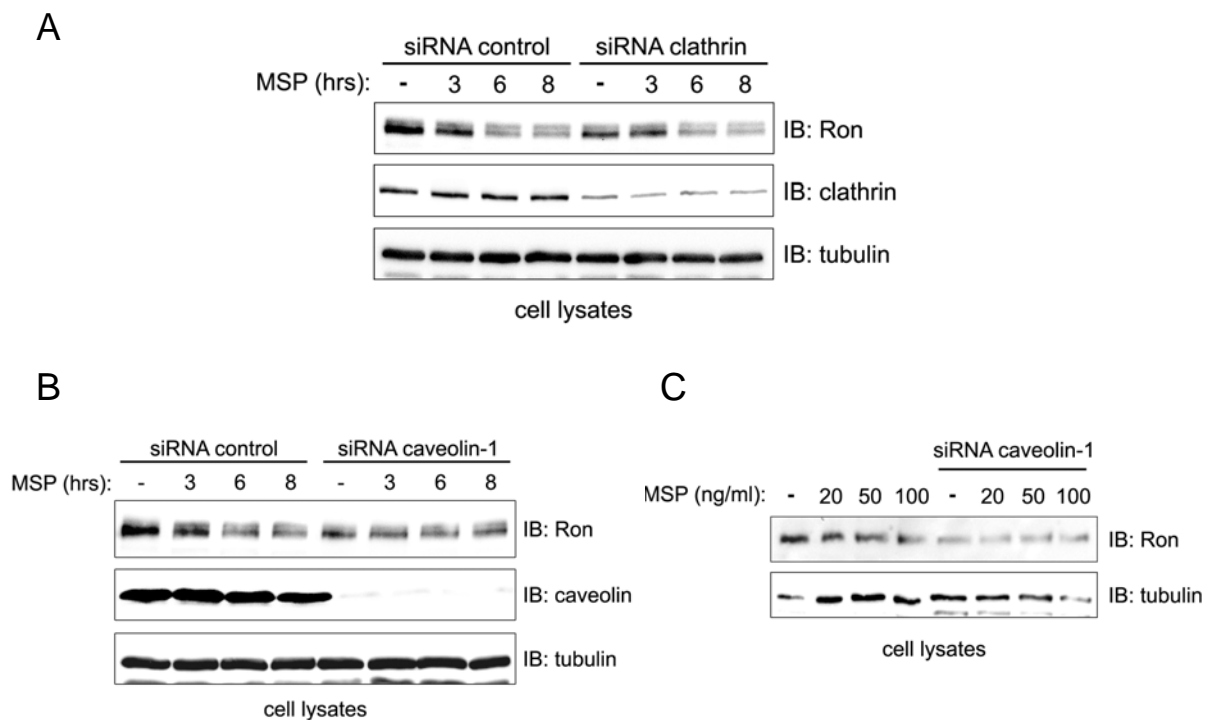 A
siRNA control siRNA clathrin
MSP (hrs): - 3 6 8 - 3 6 8
IB: Ron
IB: clathrin
IB: tubulin
cell lysates
B
siRNA control siRNA caveolin-1
MSP (hrs): - 3 6 8 - 3 6 8
IB: Ron
IB: caveolin
IB: tubulin
cell lysates
C
siRNA caveolin-1
MSP (ng/ml): - 20 50 100 - 20 50 100
IB: Ron
IB: tubulin
cell lysates